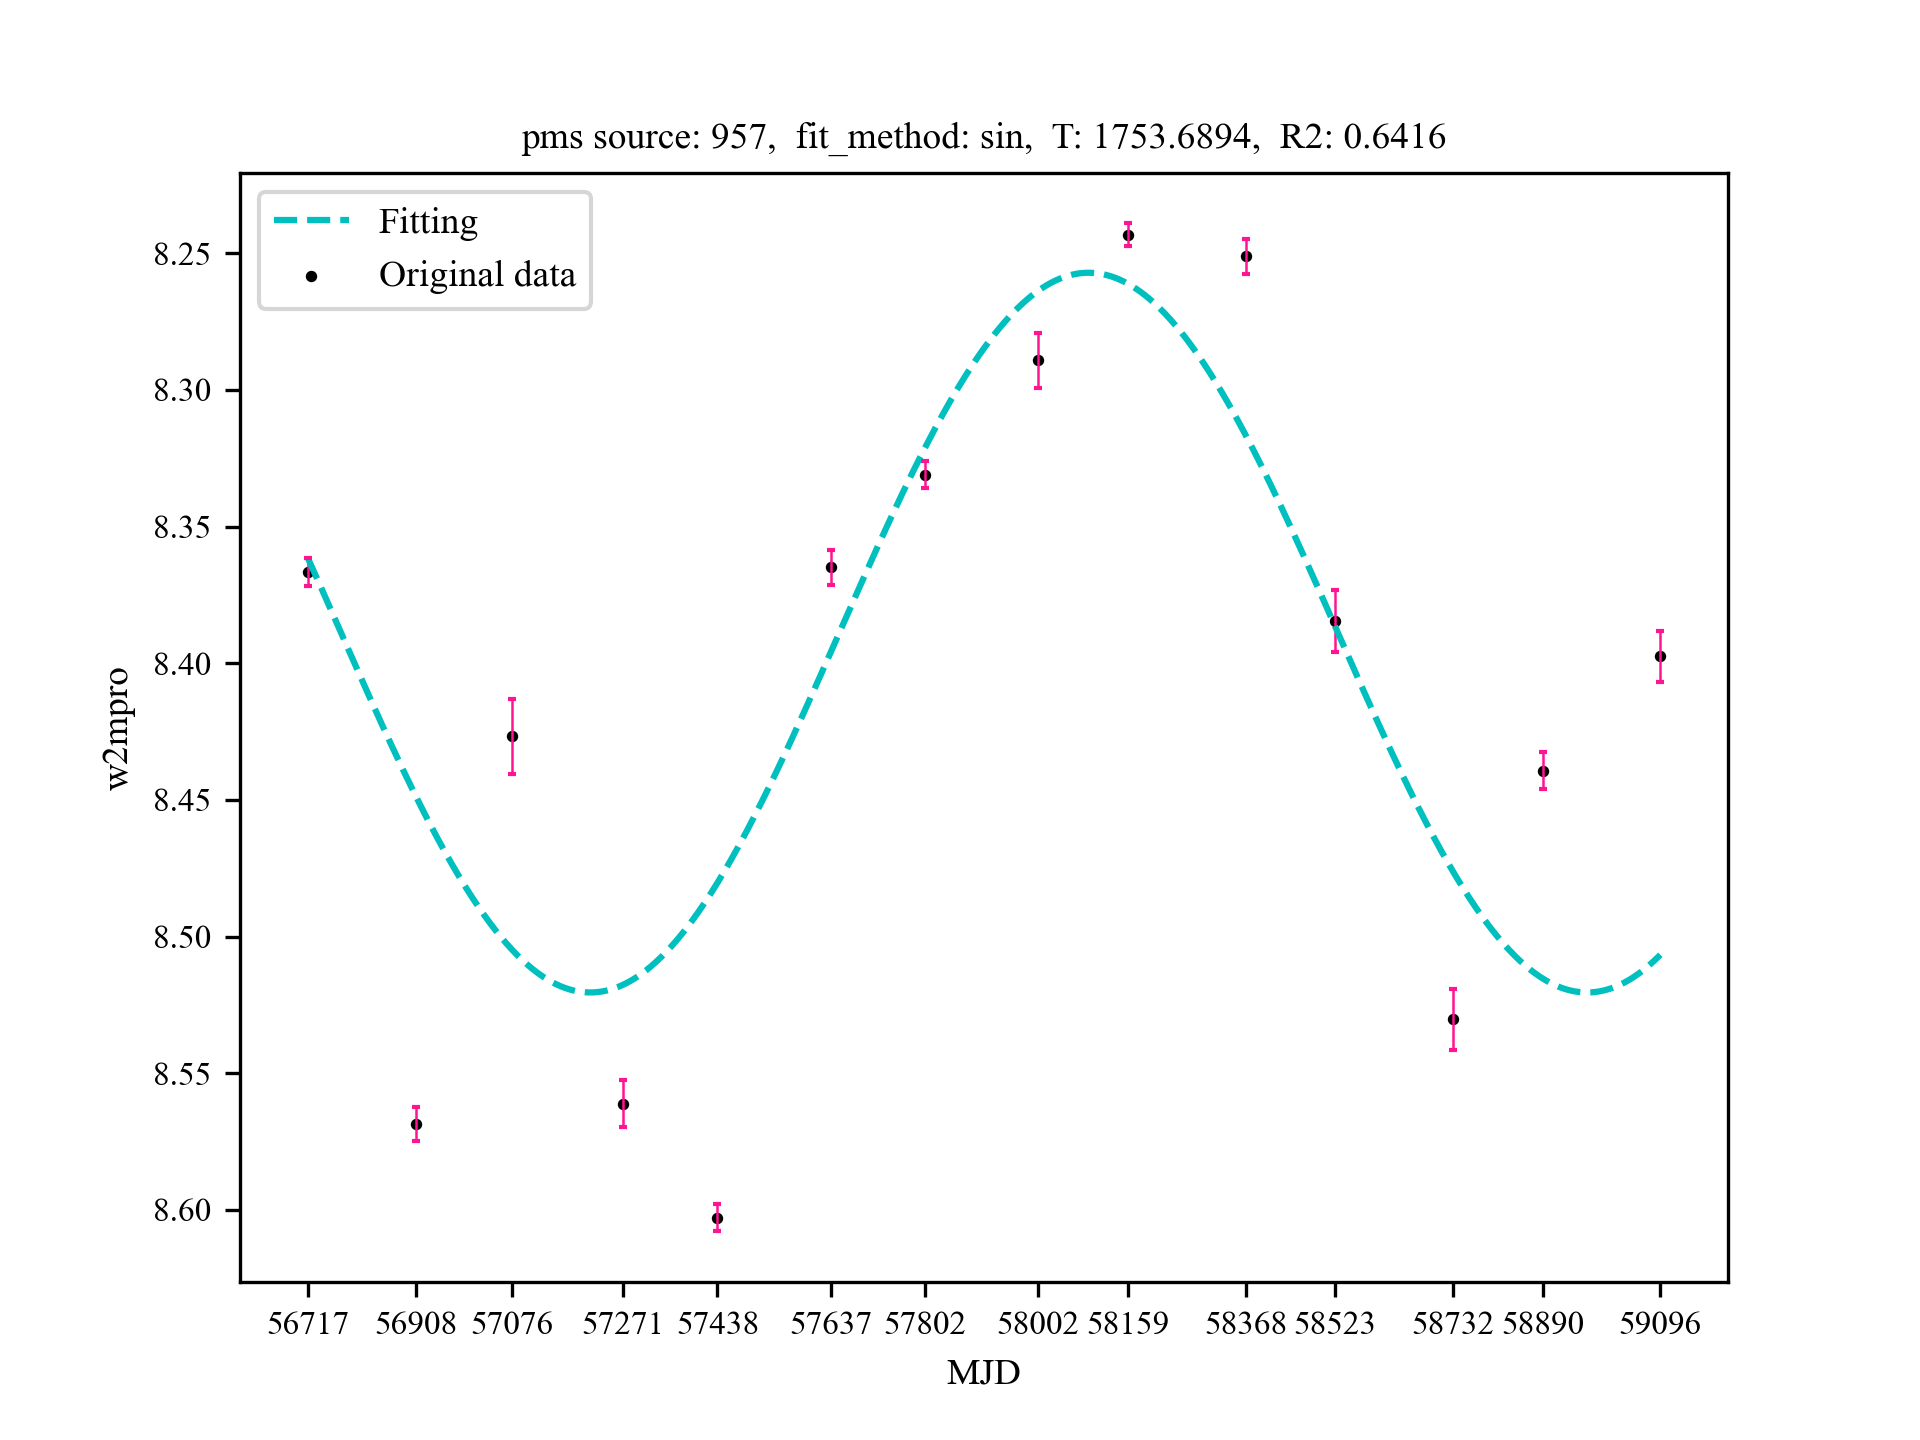 pms source: 957,  fit_method: sin,  T: 1753.6894,  R2: 0.6416
Fitting
Original data
8.25
8.30
8.35
8.40
8.45
8.50
8.55
8.60
w2mpro
56717 56908 57076 57271 57438 57637 57802 58002 58159 58368 58523 58732 58890 59096
MJD